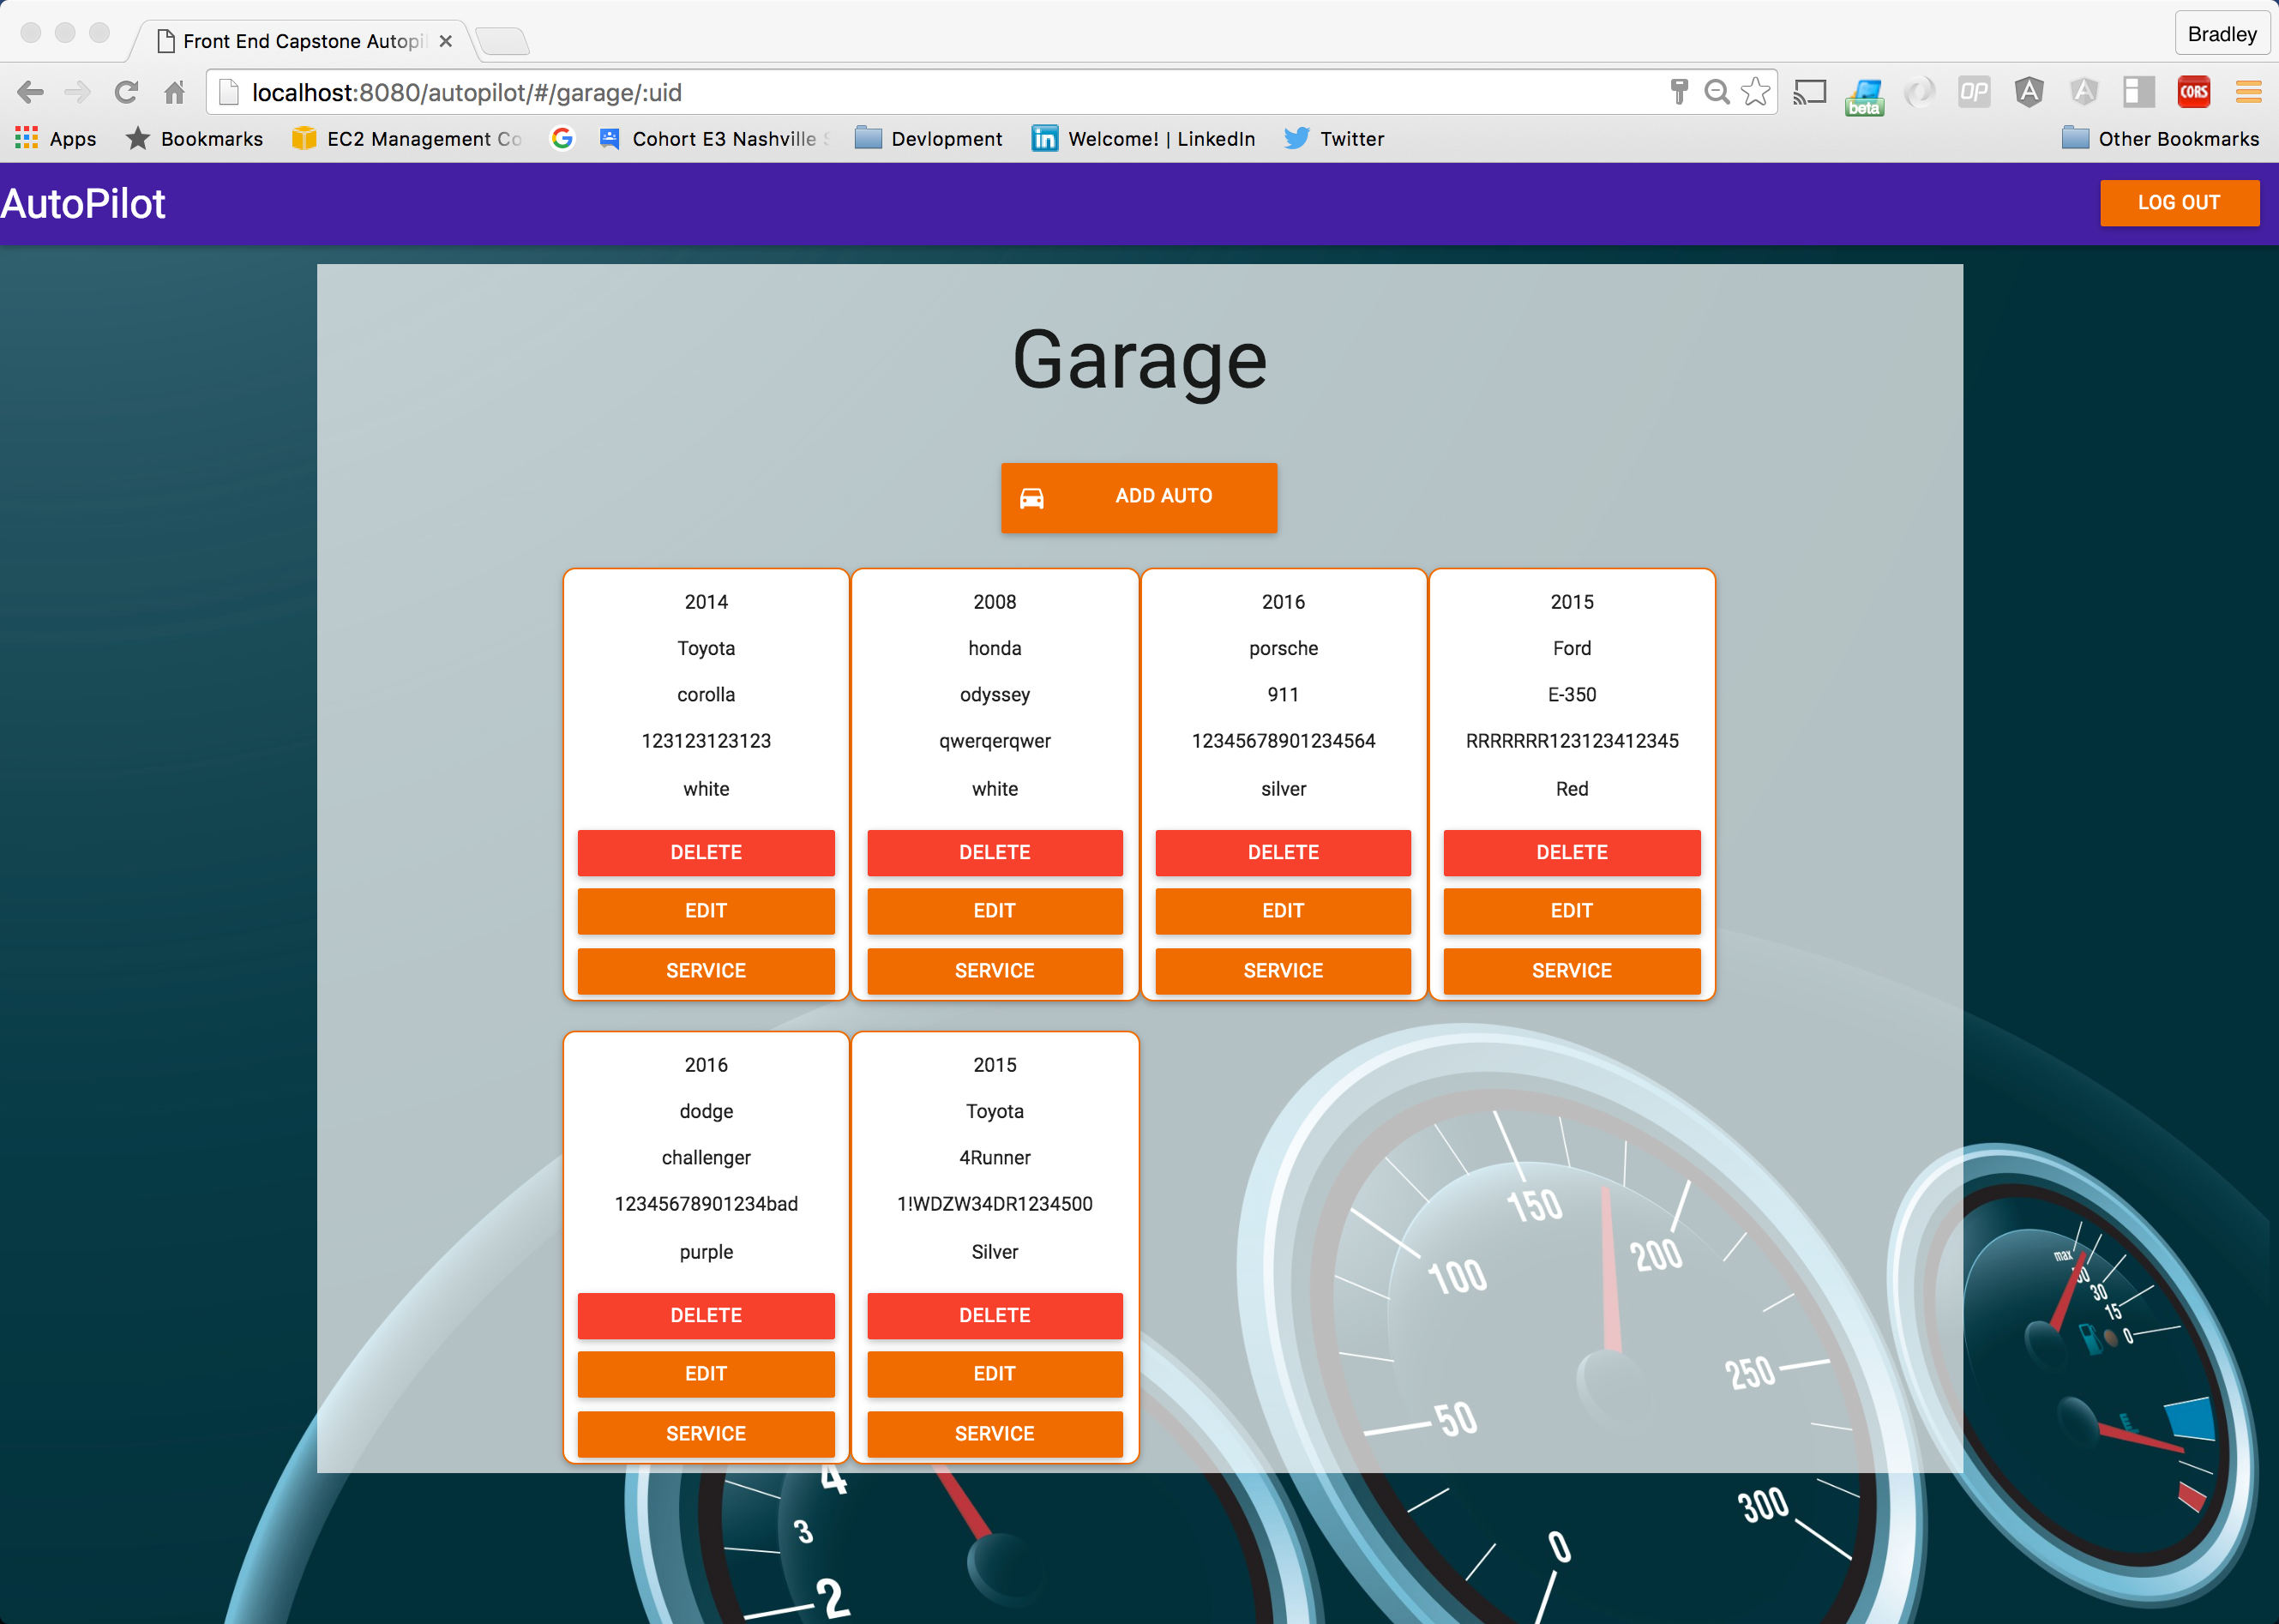 Front End Capstone Autopi
Bradley
localhost:8080/autopilot/#/garage/:uid
beta
OP
A
A
CORS
Apps
Bookmarks
EC2 Management Co
G
Cohort E3 Nashville
Devlopment
in
Welcome! | LinkedIn
Twitter
Other Bookmarks
AutoPilot
LOG OUT
Garage
ADD AUTO
2014
Toyota
corolla
123123123123
white
DELETE
EDIT
SERVICE
2008
honda
odyssey
qwerqerqwer
white
DELETE
EDIT
SERVICE
2016
porsche
911
12345678901234564
silver
DELETE
EDIT
SERVICE
2015
Ford
E-350
RRRRRRR123123412345
Red
DELETE
EDIT
SERVICE
2016
dodge
challenger
12345678901234bad
purple
DELETE
EDIT
SERVICE
2015
Toyota
4Runner
1!WDZW34DR1234500
Silver
DELETE
EDIT
SERVICE
4
3
2
0
50
100
150
200
250
300
max
30
15
0